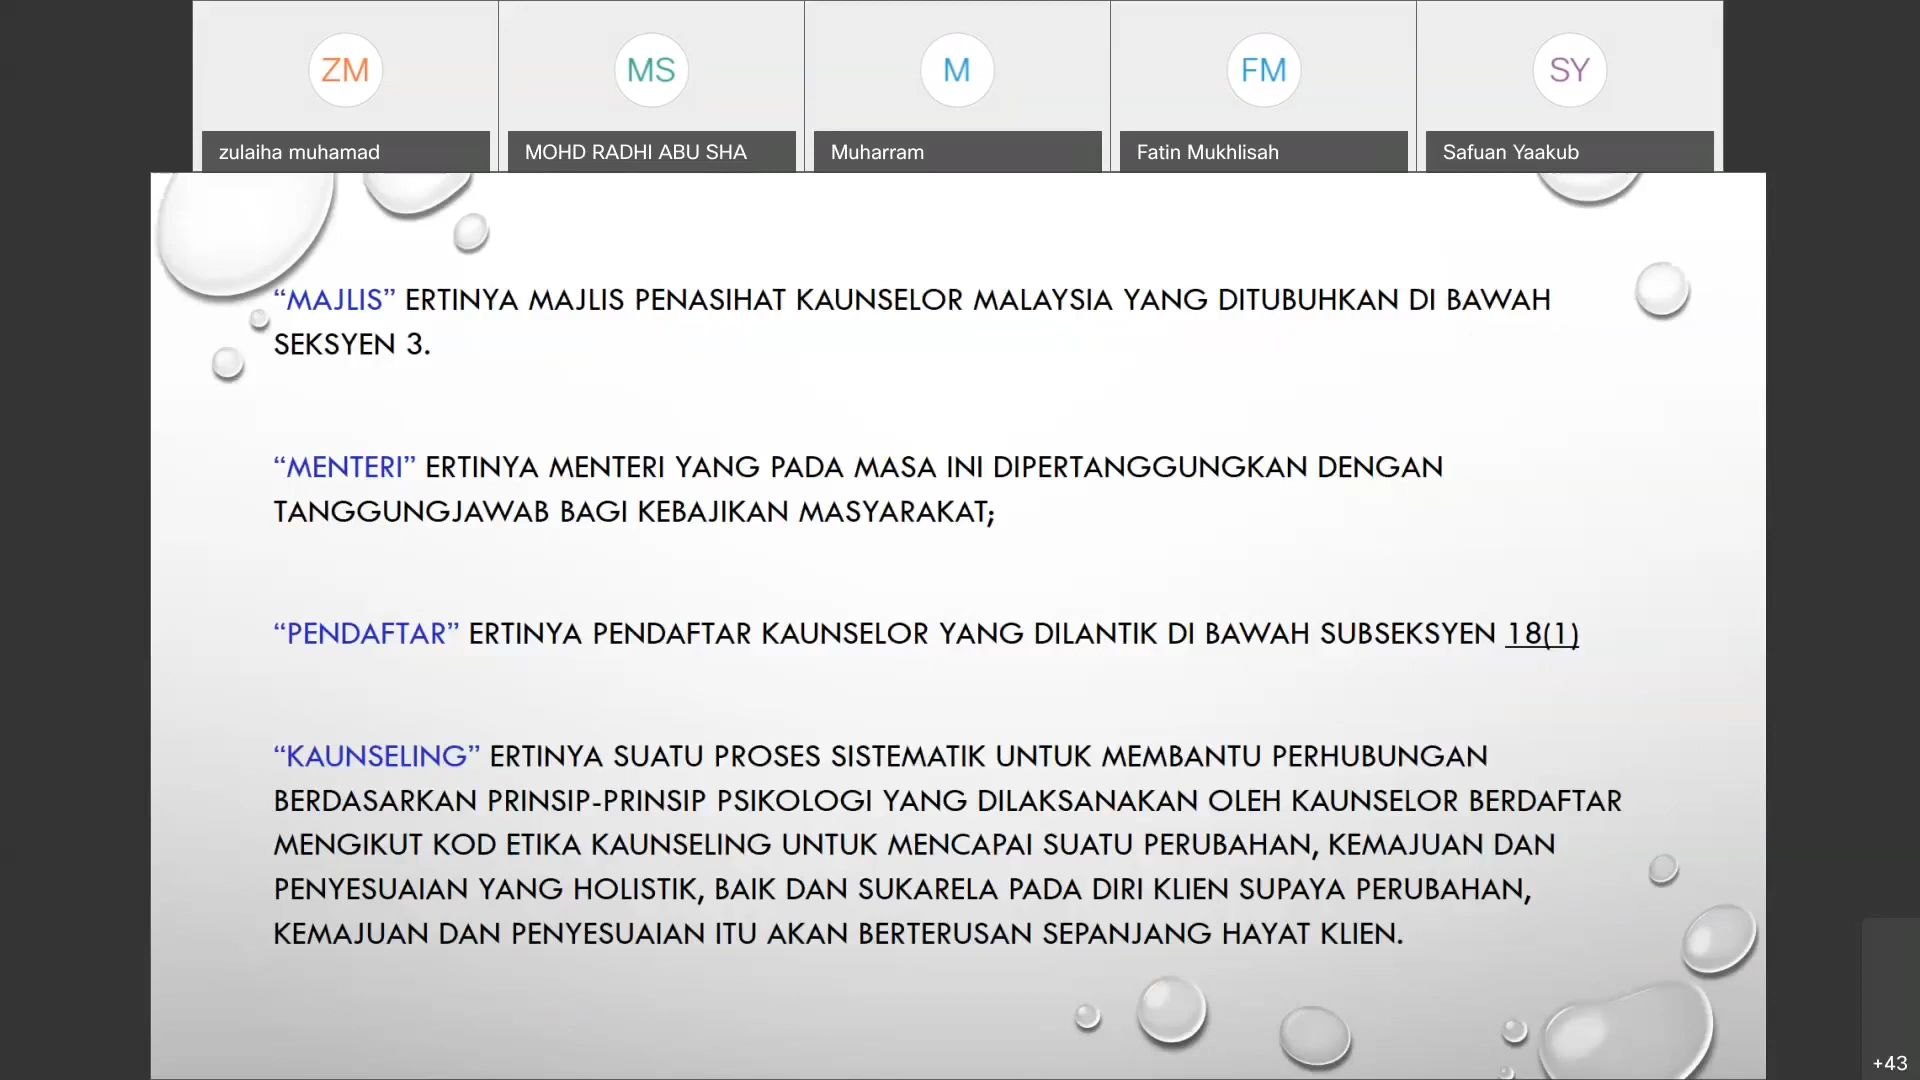 ZM
MS
M
FM
SY
zulaiha muhamad
MOHD RADHI ABU SHA
Muharram
Fatin Mukhlisah
Safuan Yaakub
“MAJLIS” ERTINYA MAJLIS PENASIHAT KAUNSELOR MALAYSIA YANG DITUBUHKAN DI BAWAH
SEKSYEN 3.
“MENTERI” ERTINYA MENTERI YANG PADA MASA INI DIPERTANGGUNGKAN DENGAN
TANGGUNGJAWAB BAGI KEBAJIKAN MASYARAKAT;
“PENDAFTAR” ERTINYA PENDAFTAR KAUNSELOR YANG DILANTIK DI BAWAH SUBSEKSYEN 18(1)
“KAUNSELING” ERTINYA SUATU PROSES SISTEMATIK UNTUK MEMBANTU PERHUBUNGAN
BERDASARKAN PRINSIP-PRINSIP PSIKOLOGI YANG DILAKSANAKAN OLEH KAUNSELOR BERDAFTAR
MENGIKUT KOD ETIKA KAUNSELING UNTUK MENCAPAI SUATU PERUBAHAN, KEMAJUAN DAN
PENYESUAIAN YANG HOLISTIK, BAIK DAN SUKARELA PADA DIRI KLIEN SUPAYA PERUBAHAN,
KEMAJUAN DAN PENYESUAIAN ITU AKAN BERTERUSAN SEPANJANG HAYAT KLIEN.
+43